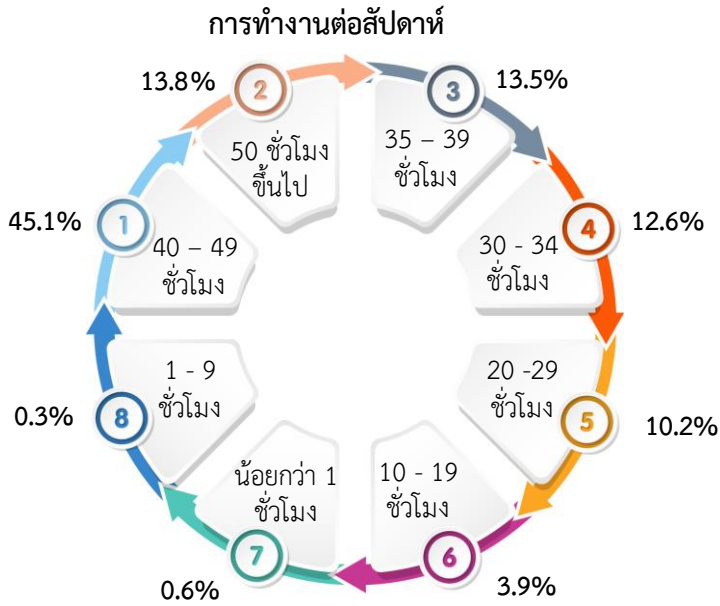 การทำงานต่อสัปดาห์
45.1%
1
40 – 49
ชั่วโมง
13.8%
2
50 ชั่วโมง
ขึ้นไป
13.5%
3
35 – 39
ชั่วโมง
12.6%
4
30 - 34
ชั่วโมง
10.2%
5
20 -29
ชั่วโมง
3.9%
6
10 - 19
ชั่วโมง
0.6%
7
น้อยกว่า 1
ชั่วโมง
0.3%
8
1 - 9
ชั่วโมง